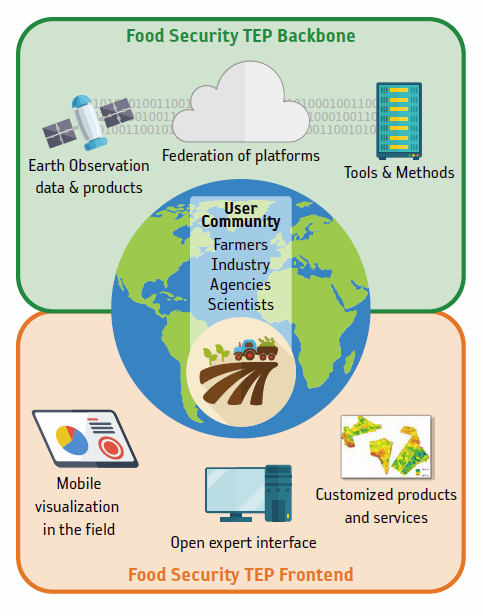 Food Security TEP Backbone
Earth Observation
data & products
Federation of platforms
Tools & Methods
User
Community
Farmers
Industry
Agencies
Scientists
Mobile
visualization
in the field
Open expert interface
Customized products
and services
Food Security TEP Frontend